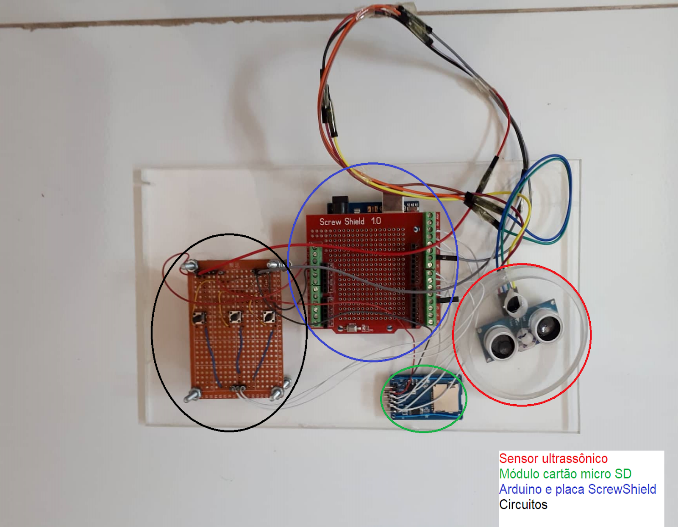 Screw Shield 1.0
Sensor ultrassônico
Módulo cartão micro SD
Arduino e placa ScrewShield
Circuitos